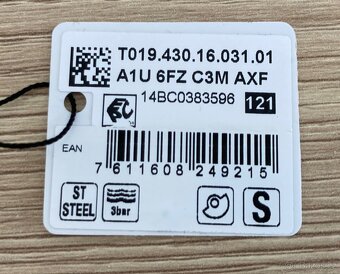 T019.430.16.031.01
A1U 6FZ C3M AXF
14BC0383596 121
EAN
7 611608 249215
ST
STEEL
3bar
S